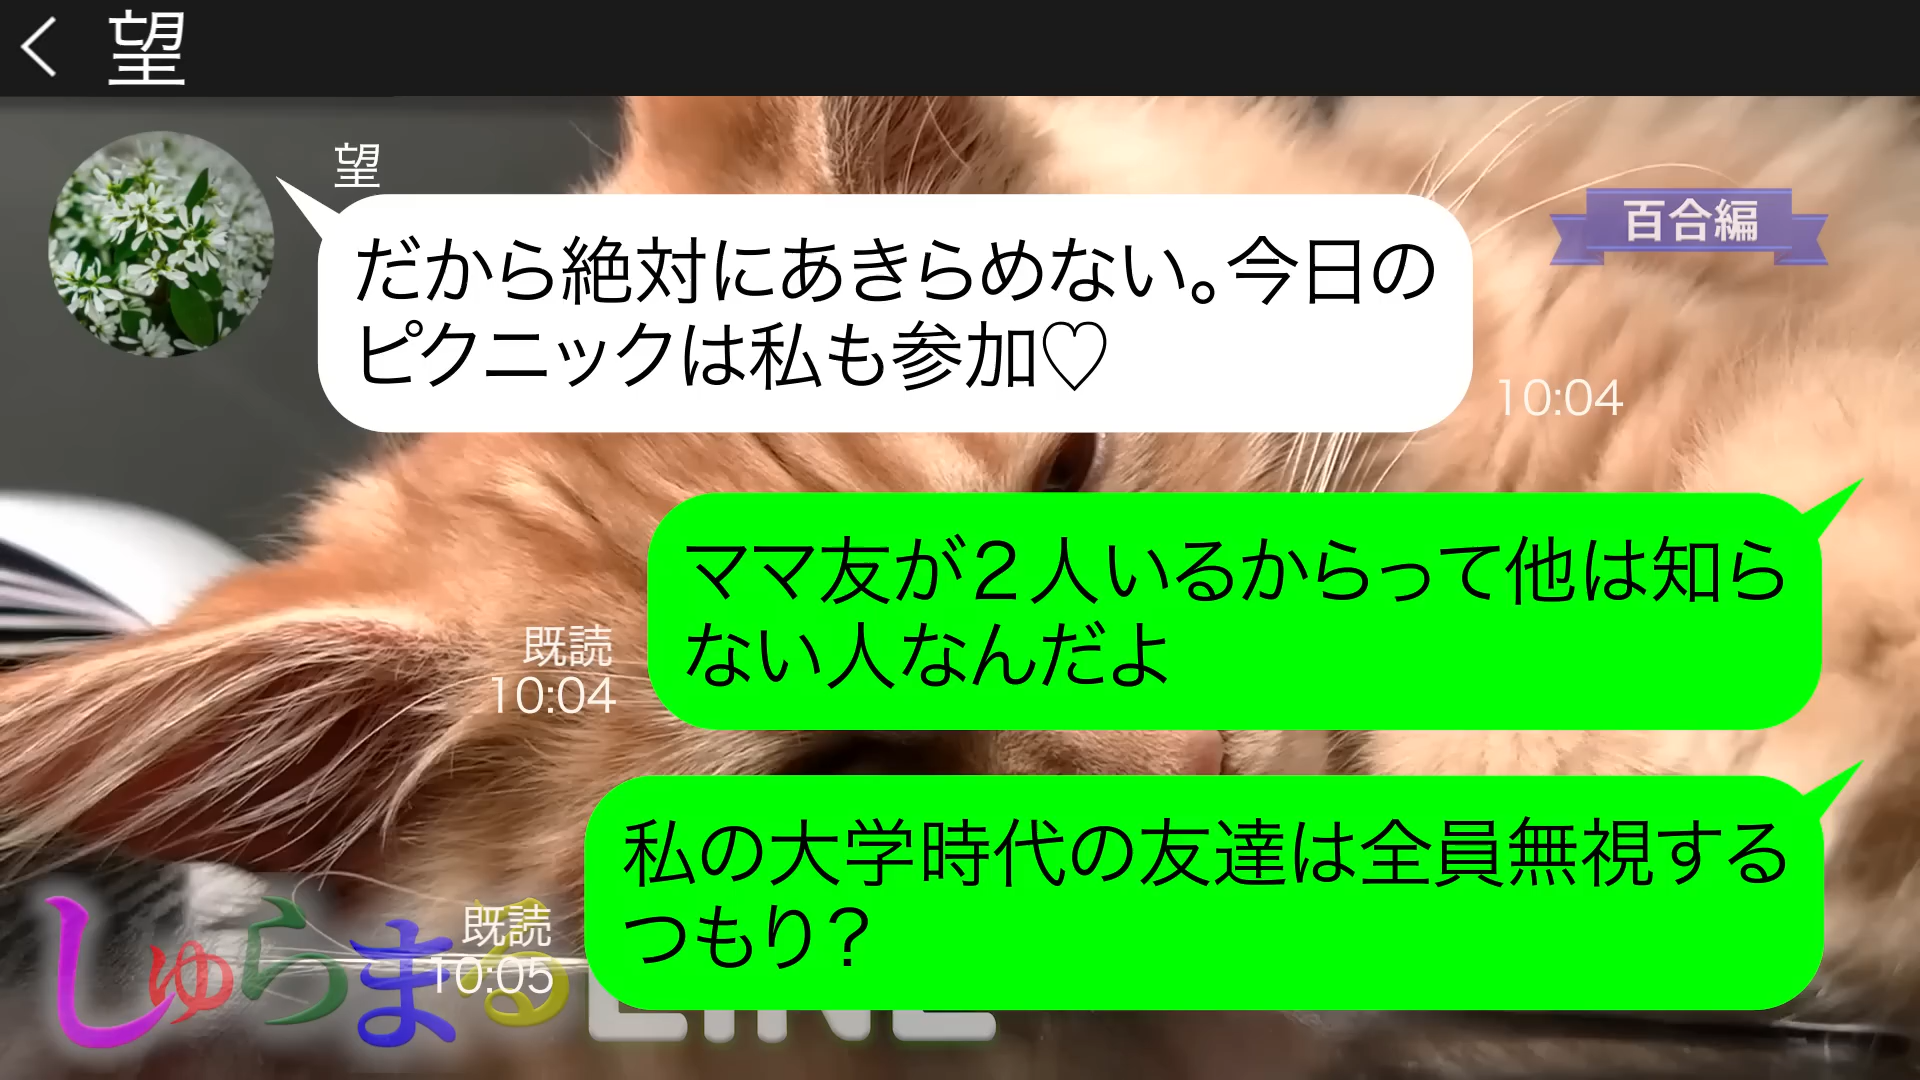 望
望
百合編
だから絶対にあきらめない。今日の
ピクニックは私も参加♡
10:04
ママ友が２人いるからって他は知ら
ない人なんだよ
既読
10:04
私の大学時代の友達は全員無視する
つもり？
既読
10:05
しゅらまるLINE